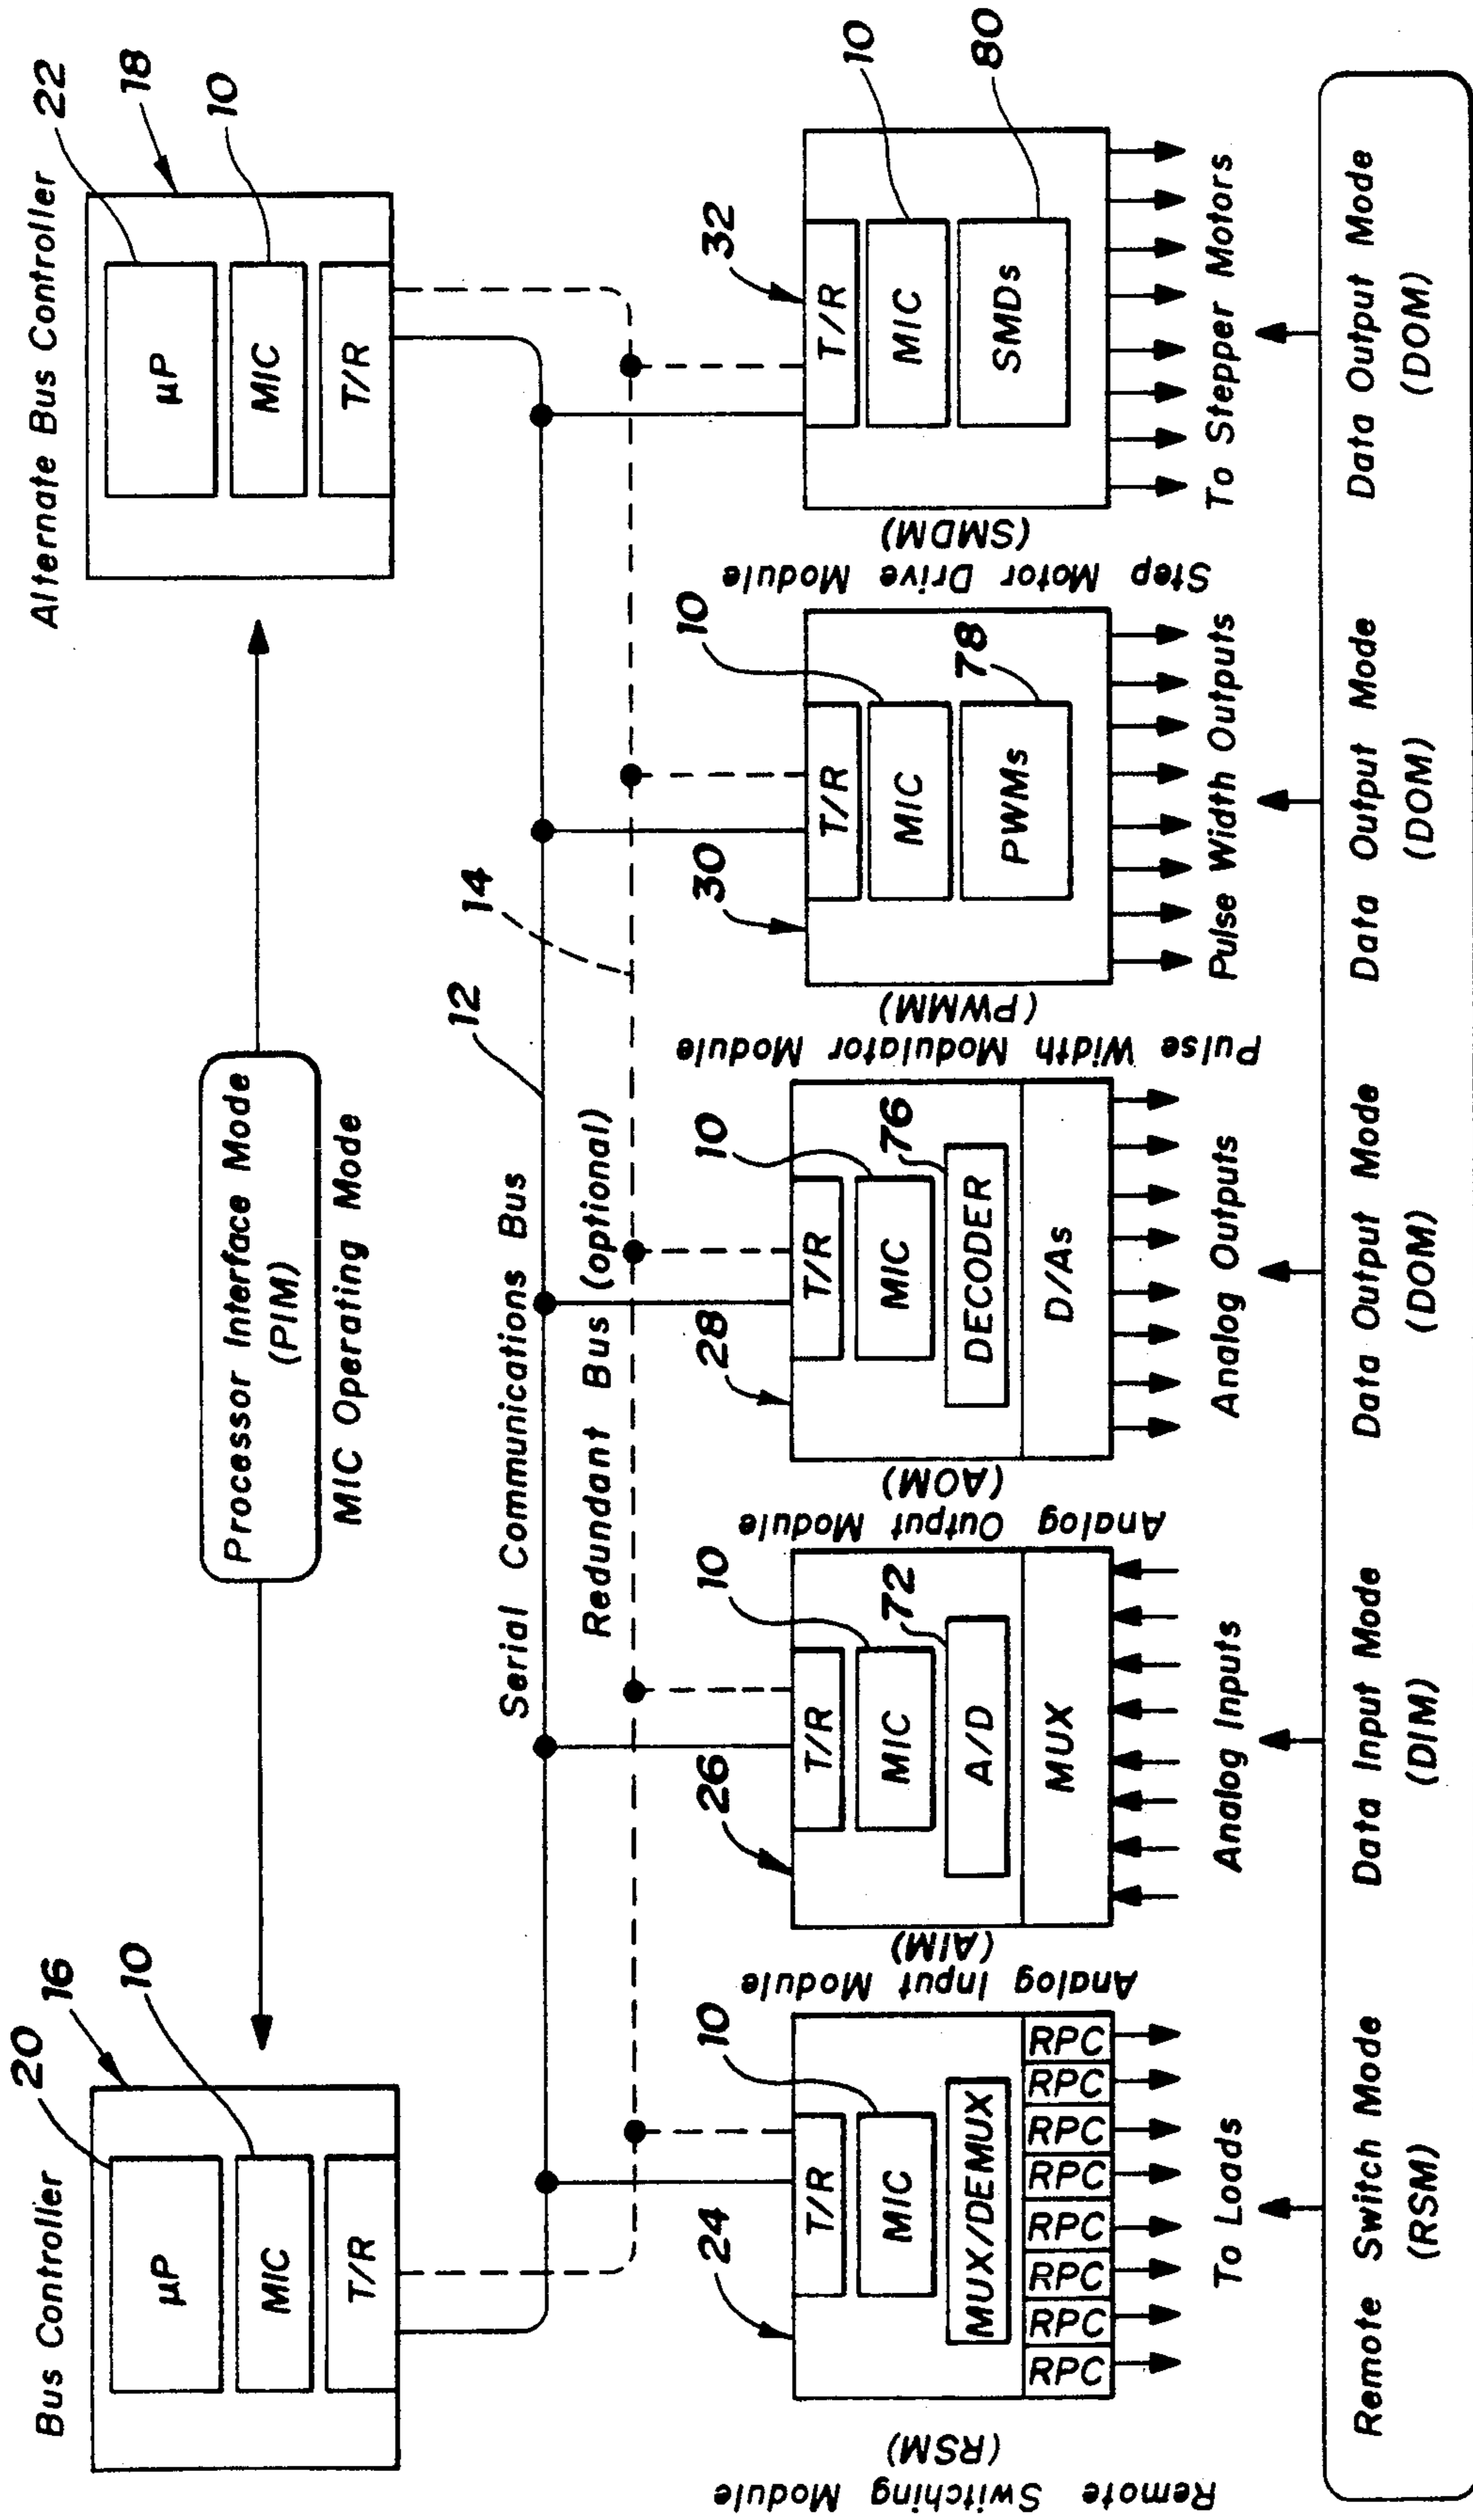 Bus Controller
20
16
10
µP
MIC
T/R
Processor Interface Mode
(PIM)
MIC Operating Mode
Alternate Bus Controller
22
18
10
µP
MIC
T/R
Serial Communications Bus
12
Redundant Bus (optional)
14
Remote Switching Module
(RSM)
24
10
T/R
MIC
MUX/DEMUX
RPC RPC RPC RPC RPC RPC RPC RPC
To Loads
Analog Input Module
(AIM)
26
10
72
T/R
MIC
A/D
MUX
Analog Inputs
Analog Output Module
(AOM)
28
10
76
T/R
MIC
DECODER
D/As
Analog Outputs
Pulse Width Modulator Module
(PWMM)
30
10
78
T/R
MIC
PWMs
Pulse Width Outputs
Step Motor Drive Module
(SMDM)
32
10
80
T/R
MIC
SMDs
To Stepper Motors
Remote Switch Mode
(RSM)
Data Input Mode
(DIM)
Data Output Mode
(DOM)
Data Output Mode
(DOM)
Data Output Mode
(DOM)